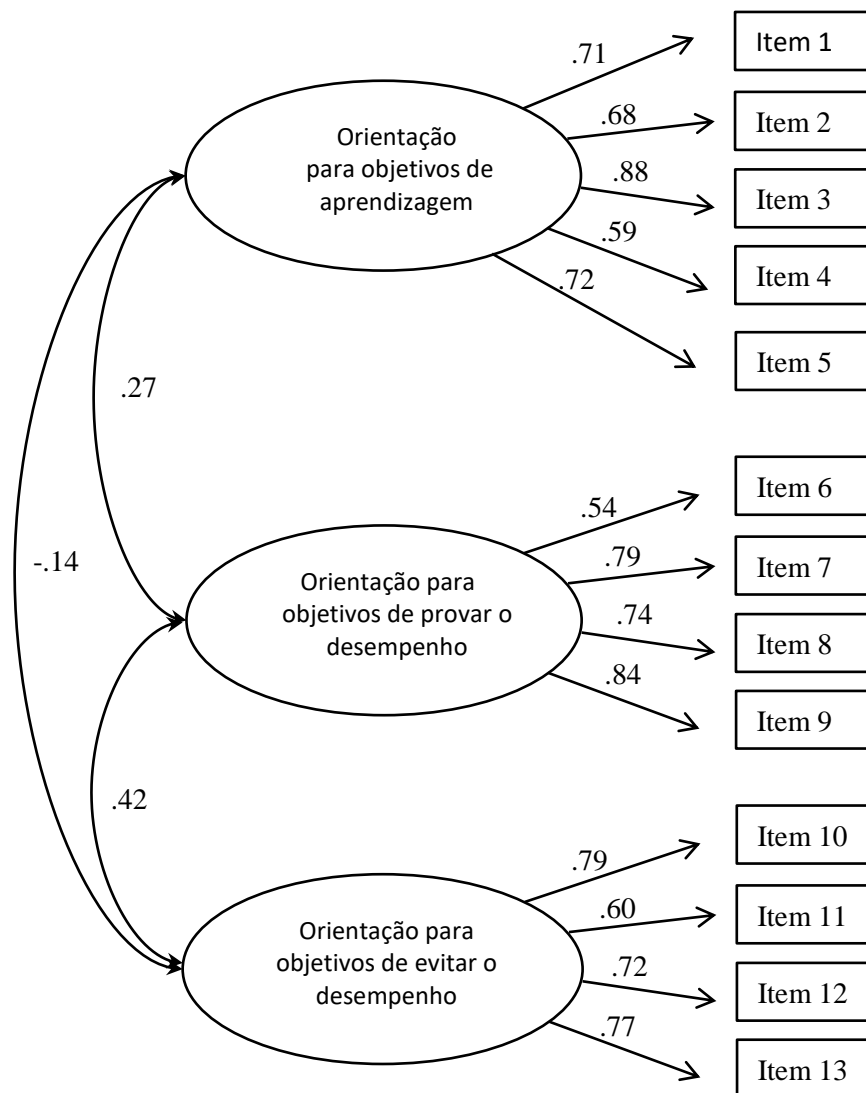 Item 1
.71
.68
Item 2
Orientação
para objetivos de
aprendizagem
.88
Item 3
.59
Item 4
.72
Item 5
.27
Item 6
.54
.79
Item 7
-.14
Orientação para
objetivos de provar o
desempenho
.74
Item 8
.84
Item 9
.42
Item 10
.79
.60
Item 11
Orientação para
objetivos de evitar o
desempenho
.72
Item 12
.77
Item 13